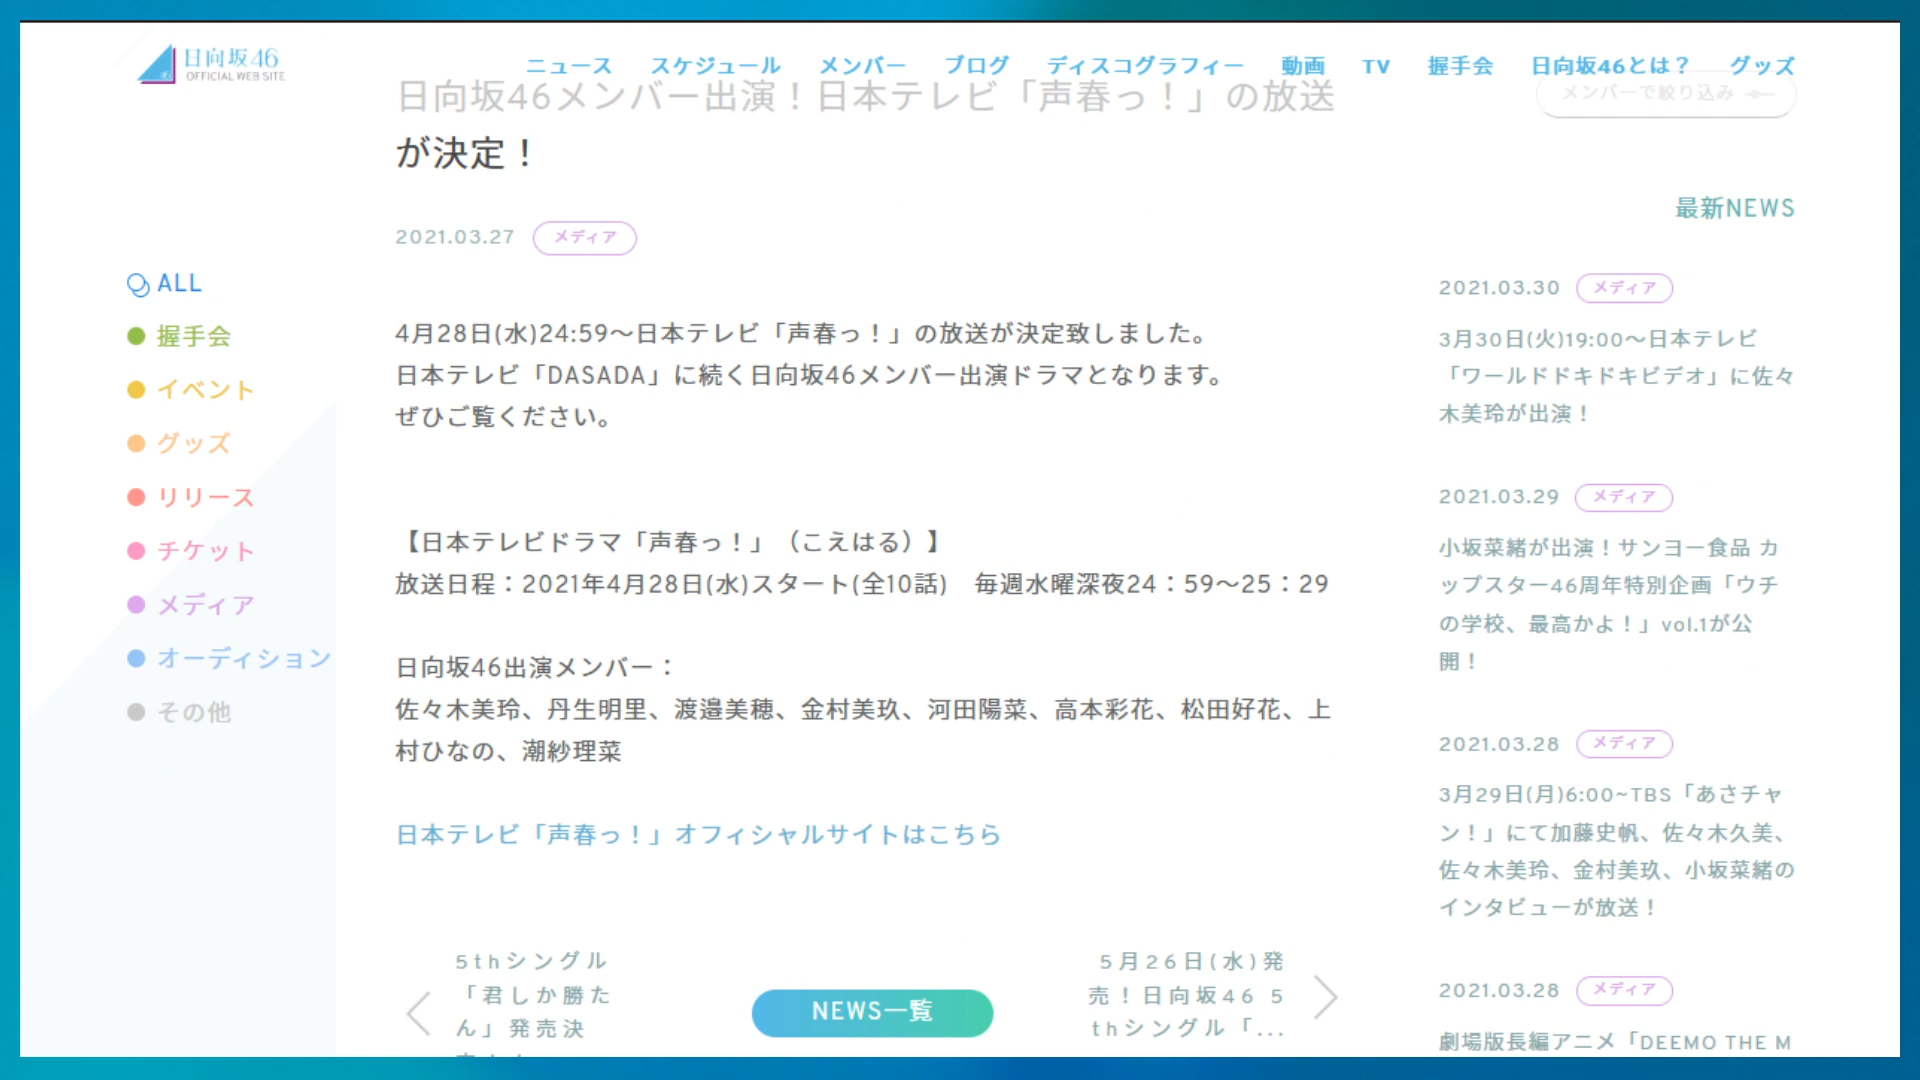 日向坂46
OFFICIAL WEB SITE
ニュース スケジュール メンバー ブログ ディスコグラフィー 動画 TV 握手会 日向坂46とは？ グッズ
メンバーで絞り込み
日向坂46メンバー出演！日本テレビ「声春っ！」の放送
が決定！
2021.03.27 メディア
ALL
握手会
イベント
グッズ
リリース
チケット
メディア
オーディション
その他
4月28日(水)24:59～日本テレビ「声春っ！」の放送が決定致しました。
日本テレビ「DASADA」に続く日向坂46メンバー出演ドラマとなります。
ぜひご覧ください。
【日本テレビドラマ「声春っ！」（こえはる）】
放送日程：2021年4月28日(水)スタート(全10話)　毎週水曜深夜24：59～25：29
日向坂46出演メンバー：
佐々木美玲、丹生明里、渡邉美穂、金村美玖、河田陽菜、高本彩花、松田好花、上
村ひなの、潮紗理菜
日本テレビ「声春っ！」オフィシャルサイトはこちら
5thシングル
「君しか勝た
ん」発売決
NEWS一覧
5月26日(水)発
売！日向坂46 5
thシングル「...
最新NEWS
2021.03.30 メディア
3月30日(火)19:00～日本テレビ
「ワールドドキドキビデオ」に佐々
木美玲が出演！
2021.03.29 メディア
小坂菜緒が出演！サンヨー食品 カ
ップスター46周年特別企画「ウチ
の学校、最高かよ！」vol.1が公
開！
2021.03.28 メディア
3月29日(月)6:00~TBS「あさチャ
ン！」にて加藤史帆、佐々木久美、
佐々木美玲、金村美玖、小坂菜緒の
インタビューが放送！
2021.03.28 メディア
劇場版長編アニメ「DEEMO THE M